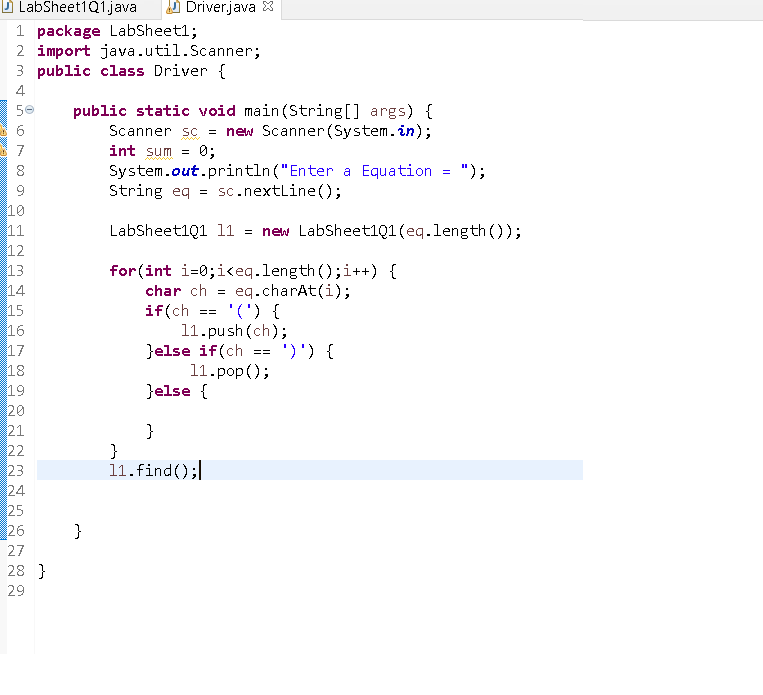 LabSheet1Q1.java Driver.java
1 package LabSheet1;
2 import java.util.Scanner;
3 public class Driver {
4
5 public static void main(String[] args) {
6 Scanner sc = new Scanner(System.in);
7 int sum = 0;
8 System.out.println("Enter a Equation = ");
9 String eq = sc.nextLine();
10
11 LabSheet1Q1 l1 = new LabSheet1Q1(eq.length());
12
13 for(int i=0;i<eq.length();i++) {
14 char ch = eq.charAt(i);
15 if(ch == '(') {
16 l1.push(ch);
17 }else if(ch == ')') {
18 l1.pop();
19 }else {
20
21 }
22 }
23 l1.find();
24
25
26 }
27
28 }
29